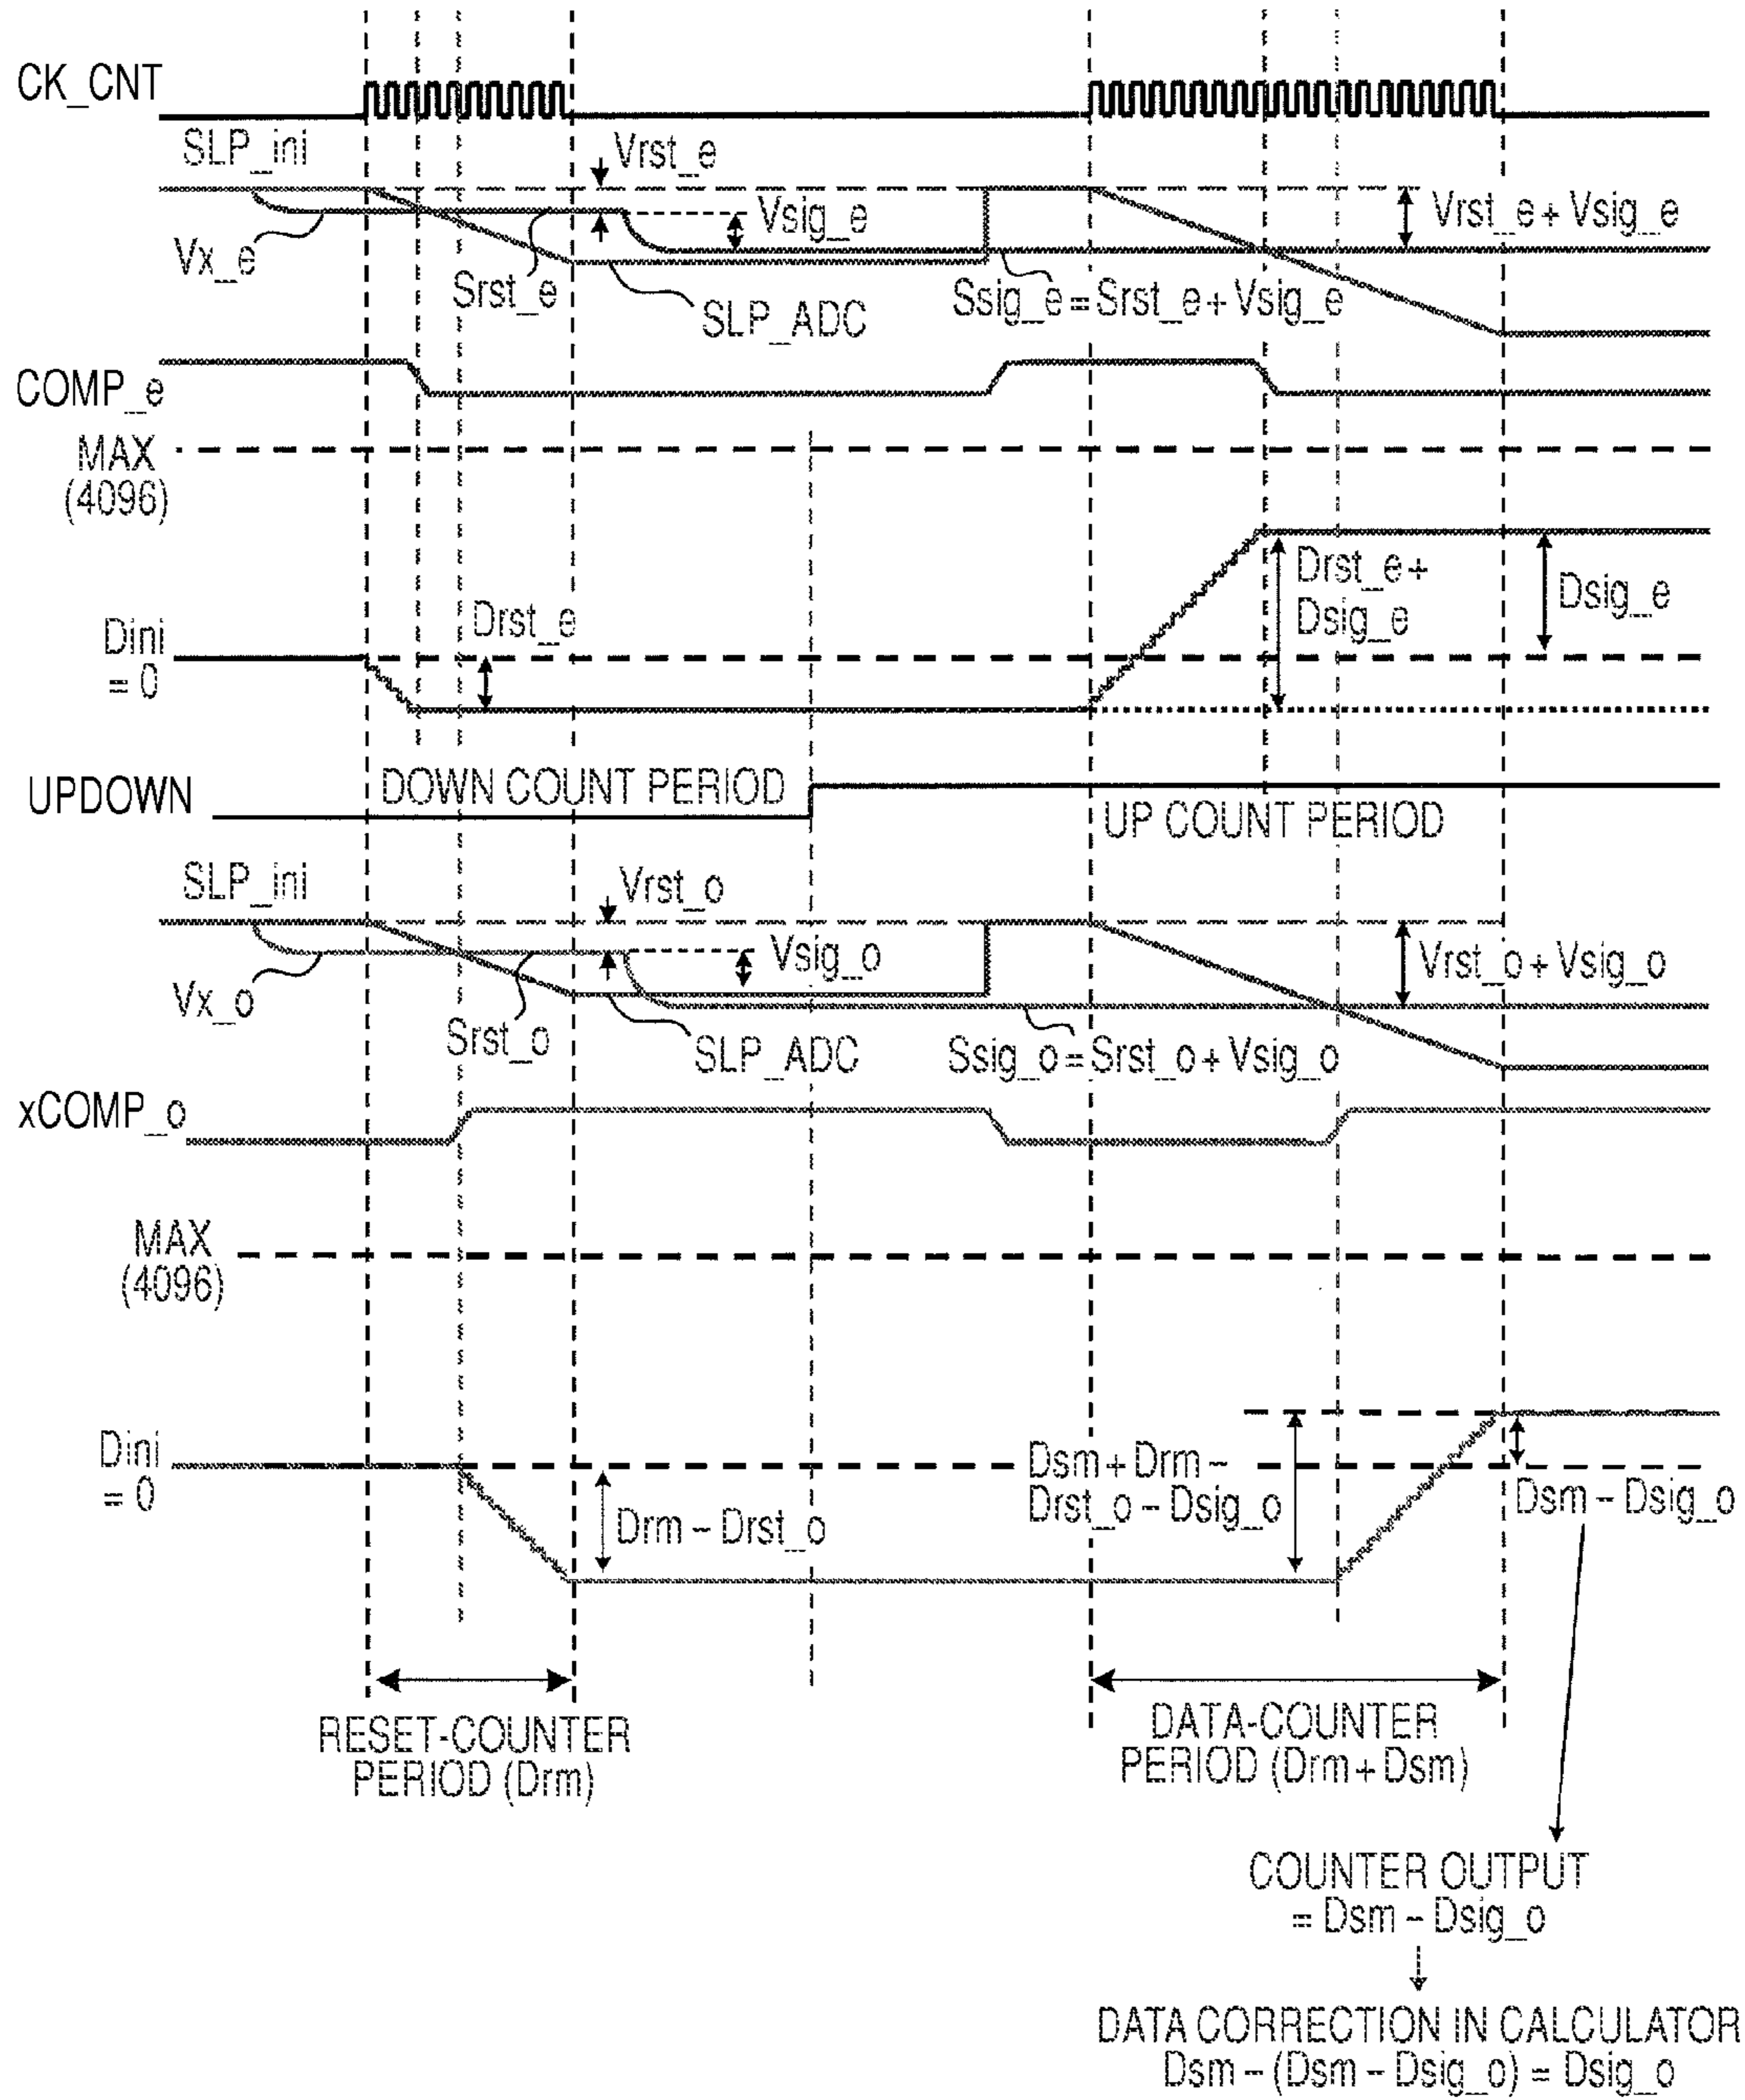 CK_CNT
SLP_ini
Vrst_e
Vsig_e
Vrst_e + Vsig_e
Vx_e
Srst_e
SLP_ADC
Ssig_e = Srst_e + Vsig_e
COMP_e
MAX
(4096)
Drst_e +
Dsig_e
Dsig_e
Drst_e
Dini
= 0
UPDOWN
DOWN COUNT PERIOD
UP COUNT PERIOD
SLP_ini
Vrst_o
Vsig_o
Vrst_o + Vsig_o
Vx_o
Srst_o
SLP_ADC
Ssig_o = Srst_o + Vsig_o
xCOMP_o
MAX
(4096)
Dini
= 0
Drm - Drst_o
Dsm + Drm -
Drst_o - Dsig_o
Dsm - Dsig_o
RESET-COUNTER
PERIOD (Drm)
DATA-COUNTER
PERIOD (Drm + Dsm)
COUNTER OUTPUT
= Dsm - Dsig_o
DATA CORRECTION IN CALCULATOR
Dsm - (Dsm - Dsig_o) = Dsig_o